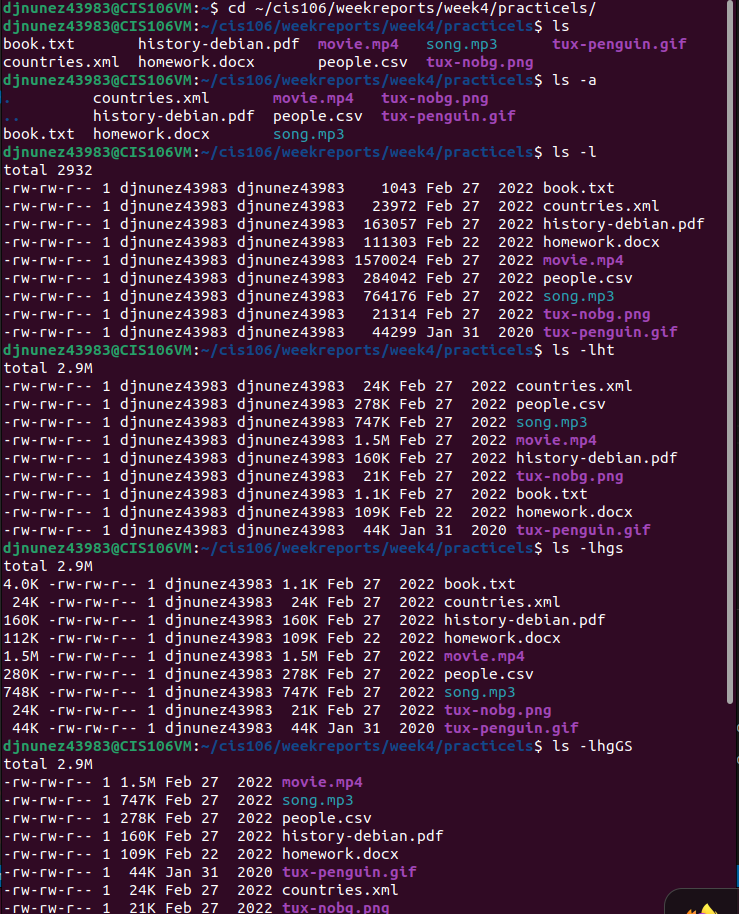 djnunez43983@CIS106VM:~$ cd ~/cis106/weekreports/week4/practicels/
djnunez43983@CIS106VM:~/cis106/weekreports/week4/practicels$ ls
book.txt       history-debian.pdf  movie.mp4   song.mp3      tux-penguin.gif
countries.xml  homework.docx       people.csv  tux-nobg.png
djnunez43983@CIS106VM:~/cis106/weekreports/week4/practicels$ ls -a
.         countries.xml       movie.mp4   tux-nobg.png
..        history-debian.pdf  people.csv  tux-penguin.gif
book.txt  homework.docx       song.mp3
djnunez43983@CIS106VM:~/cis106/weekreports/week4/practicels$ ls -l
total 2932
-rw-rw-r-- 1 djnunez43983 djnunez43983    1043 Feb 27  2022 book.txt
-rw-rw-r-- 1 djnunez43983 djnunez43983   23972 Feb 27  2022 countries.xml
-rw-rw-r-- 1 djnunez43983 djnunez43983  163057 Feb 27  2022 history-debian.pdf
-rw-rw-r-- 1 djnunez43983 djnunez43983  111303 Feb 22  2022 homework.docx
-rw-rw-r-- 1 djnunez43983 djnunez43983 1570024 Feb 27  2022 movie.mp4
-rw-rw-r-- 1 djnunez43983 djnunez43983  284042 Feb 27  2022 people.csv
-rw-rw-r-- 1 djnunez43983 djnunez43983  764176 Feb 27  2022 song.mp3
-rw-rw-r-- 1 djnunez43983 djnunez43983   21314 Feb 27  2022 tux-nobg.png
-rw-rw-r-- 1 djnunez43983 djnunez43983   44299 Jan 31  2020 tux-penguin.gif
djnunez43983@CIS106VM:~/cis106/weekreports/week4/practicels$ ls -lht
total 2.9M
-rw-rw-r-- 1 djnunez43983 djnunez43983  24K Feb 27  2022 countries.xml
-rw-rw-r-- 1 djnunez43983 djnunez43983 278K Feb 27  2022 people.csv
-rw-rw-r-- 1 djnunez43983 djnunez43983 747K Feb 27  2022 song.mp3
-rw-rw-r-- 1 djnunez43983 djnunez43983 1.5M Feb 27  2022 movie.mp4
-rw-rw-r-- 1 djnunez43983 djnunez43983 160K Feb 27  2022 history-debian.pdf
-rw-rw-r-- 1 djnunez43983 djnunez43983  21K Feb 27  2022 tux-nobg.png
-rw-rw-r-- 1 djnunez43983 djnunez43983 1.1K Feb 27  2022 book.txt
-rw-rw-r-- 1 djnunez43983 djnunez43983 109K Feb 22  2022 homework.docx
-rw-rw-r-- 1 djnunez43983 djnunez43983  44K Jan 31  2020 tux-penguin.gif
djnunez43983@CIS106VM:~/cis106/weekreports/week4/practicels$ ls -lhgs
total 2.9M
4.0K -rw-rw-r-- 1 djnunez43983 1.1K Feb 27  2022 book.txt
 24K -rw-rw-r-- 1 djnunez43983  24K Feb 27  2022 countries.xml
160K -rw-rw-r-- 1 djnunez43983 160K Feb 27  2022 history-debian.pdf
112K -rw-rw-r-- 1 djnunez43983 109K Feb 22  2022 homework.docx
1.5M -rw-rw-r-- 1 djnunez43983 1.5M Feb 27  2022 movie.mp4
280K -rw-rw-r-- 1 djnunez43983 278K Feb 27  2022 people.csv
748K -rw-rw-r-- 1 djnunez43983 747K Feb 27  2022 song.mp3
 24K -rw-rw-r-- 1 djnunez43983  21K Feb 27  2022 tux-nobg.png
 44K -rw-rw-r-- 1 djnunez43983  44K Jan 31  2020 tux-penguin.gif
djnunez43983@CIS106VM:~/cis106/weekreports/week4/practicels$ ls -lhgGS
total 2.9M
-rw-rw-r-- 1 1.5M Feb 27  2022 movie.mp4
-rw-rw-r-- 1 747K Feb 27  2022 song.mp3
-rw-rw-r-- 1 278K Feb 27  2022 people.csv
-rw-rw-r-- 1 160K Feb 27  2022 history-debian.pdf
-rw-rw-r-- 1 109K Feb 22  2022 homework.docx
-rw-rw-r-- 1  44K Jan 31  2020 tux-penguin.gif
-rw-rw-r-- 1  24K Feb 27  2022 countries.xml
-rw-rw-r-- 1  21K Feb 27  2022 tux-nobg.png